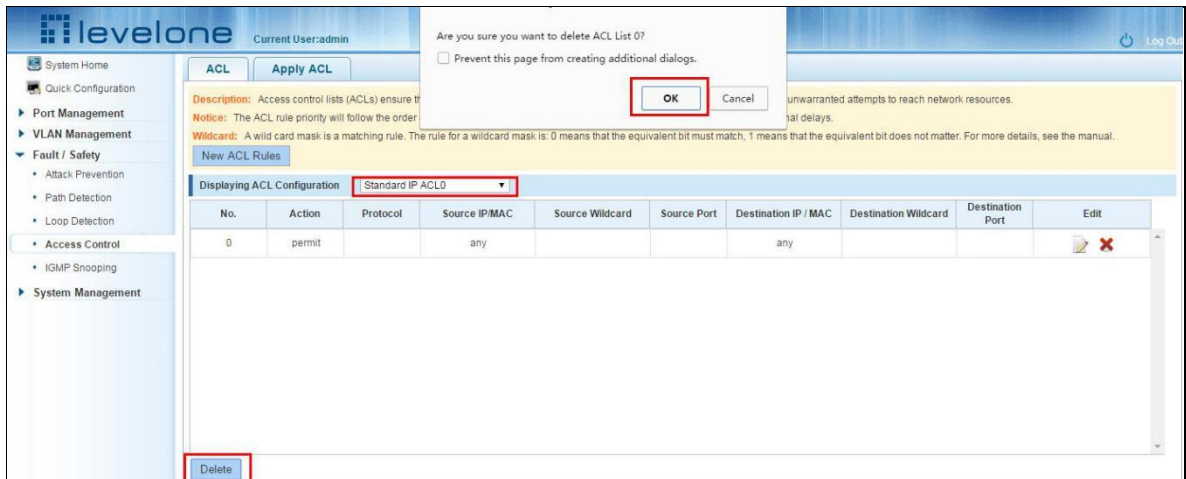 levelone
Current User:admin
Log Out
Are you sure you want to delete ACL List 0?
Prevent this page from creating additional dialogs.
OK
Cancel
System Home
Quick Configuration
Port Management
VLAN Management
Fault / Safety
• Attack Prevention
• Path Detection
• Loop Detection
• Access Control
• IGMP Snooping
System Management
ACL
Apply ACL
Description: Access control lists (ACLs) ensure unwarranted attempts to reach network resources.
Notice: The ACL rule priority will follow the order delays.
Wildcard: A wild card mask is a matching rule. The rule for a wildcard mask is: 0 means that the equivalent bit must match, 1 means that the equivalent bit does not matter. For more details, see the manual.
New ACL Rules
Displaying ACL Configuration Standard IP ACL0
No. Action Protocol Source IP/MAC Source Wildcard Source Port Destination IP / MAC Destination Wildcard Destination Port Edit
0 permit any any
Delete